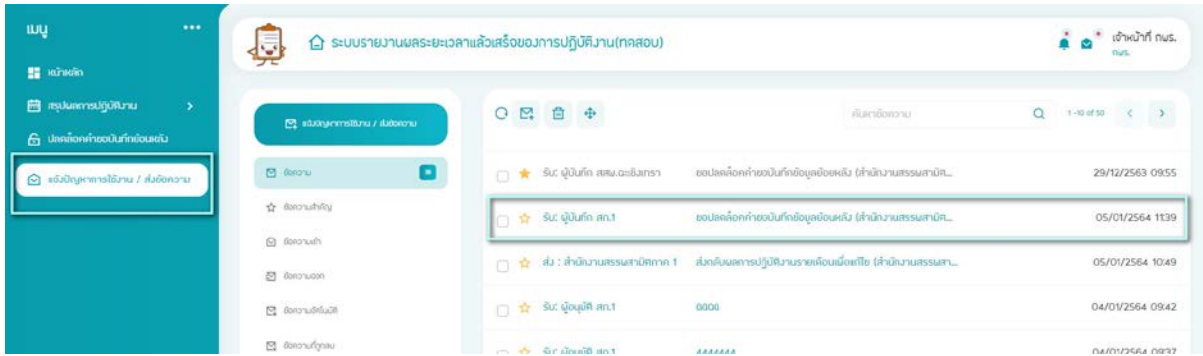 เมนู
หน้าหลัก
สรุปผลการปฏิบัติงาน
ปลดล็อคคำขอบันทึกย้อนหลัง
แจ้งปัญหาการใช้งาน / ส่งข้อความ
ระบบรายงานผลระยะเวลาแล้วเสร็จของการปฏิบัติงาน(ทดสอบ)
เจ้าหน้าที่ กพร.
กพร.
แจ้งปัญหาการใช้งาน / ส่งข้อความ
ข้อความ
ข้อความสำคัญ
ข้อความเข้า
ข้อความออก
ข้อความอัตโนมัติ
ข้อความที่ถูกลบ
ค้นหาข้อความ
1 -10 of 50
รับ: ผู้บันทึก สสพ.ฉะเชิงเทรา ขอปลดล็อคคำขอบันทึกข้อมูลย้อนหลัง (สำนักงานสรรพสามิต... 29/12/2563 09:55
รับ: ผู้บันทึก สภ.1 ขอปลดล็อคคำขอบันทึกข้อมูลย้อนหลัง (สำนักงานสรรพสามิต... 05/01/2564 11:39
ส่ง : สำนักงานสรรพสามิตภาค 1 ส่งกลับผลการปฏิบัติงานรายเดือนเพื่อแก้ไข (สำนักงานสรรพสา... 05/01/2564 10:49
รับ: ผู้อนุมัติ สภ.1 04/01/2564 09:42
รับ: ผู้อนุมัติ สภ.1 04/01/2564 09:37